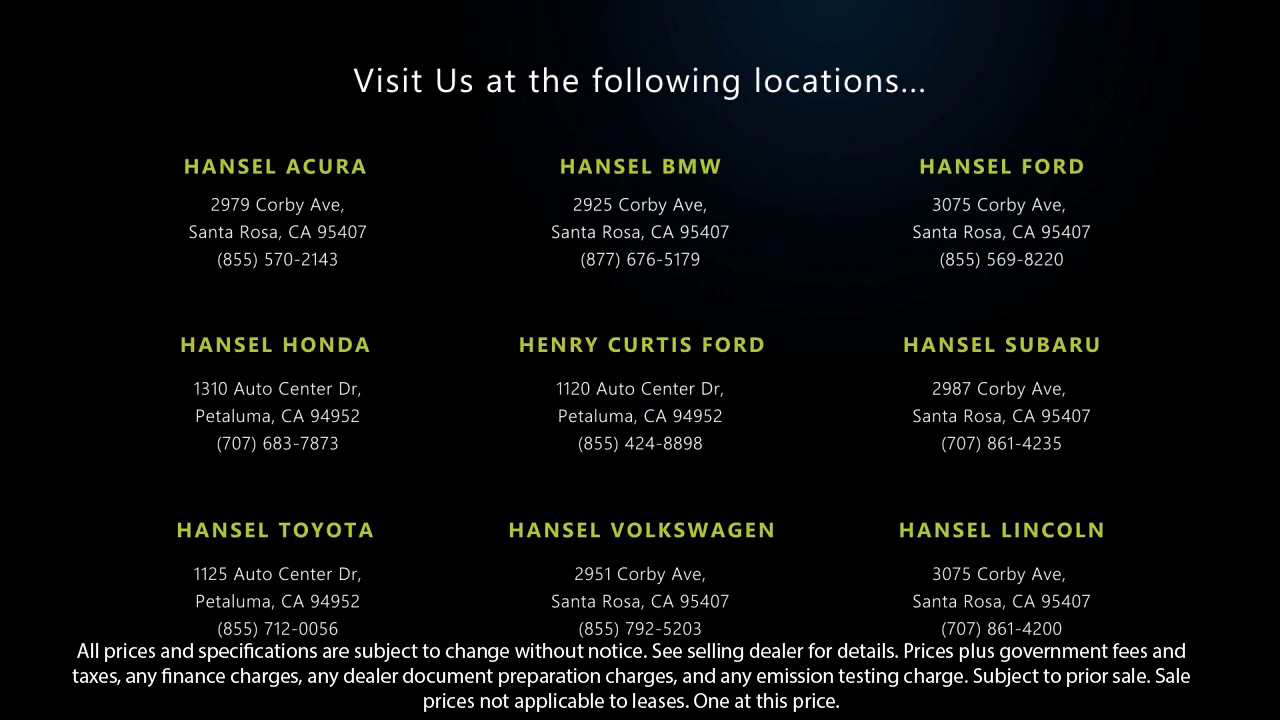 Visit Us at the following locations...
HANSEL ACURA
2979 Corby Ave,
Santa Rosa, CA 95407
(855) 570-2143
HANSEL BMW
2925 Corby Ave,
Santa Rosa, CA 95407
(877) 676-5179
HANSEL FORD
3075 Corby Ave,
Santa Rosa, CA 95407
(855) 569-8220
HANSEL HONDA
1310 Auto Center Dr,
Petaluma, CA 94952
(707) 683-7873
HENRY CURTIS FORD
1120 Auto Center Dr,
Petaluma, CA 94952
(855) 424-8898
HANSEL SUBARU
2987 Corby Ave,
Santa Rosa, CA 95407
(707) 861-4235
HANSEL TOYOTA
1125 Auto Center Dr,
Petaluma, CA 94952
(855) 712-0056
HANSEL VOLKSWAGEN
2951 Corby Ave,
Santa Rosa, CA 95407
(855) 792-5203
HANSEL LINCOLN
3075 Corby Ave,
Santa Rosa, CA 95407
(707) 861-4200
All prices and specifications are subject to change without notice. See selling dealer for details. Prices plus government fees and
taxes, any finance charges, any dealer document preparation charges, and any emission testing charge. Subject to prior sale. Sale
prices not applicable to leases. One at this price.